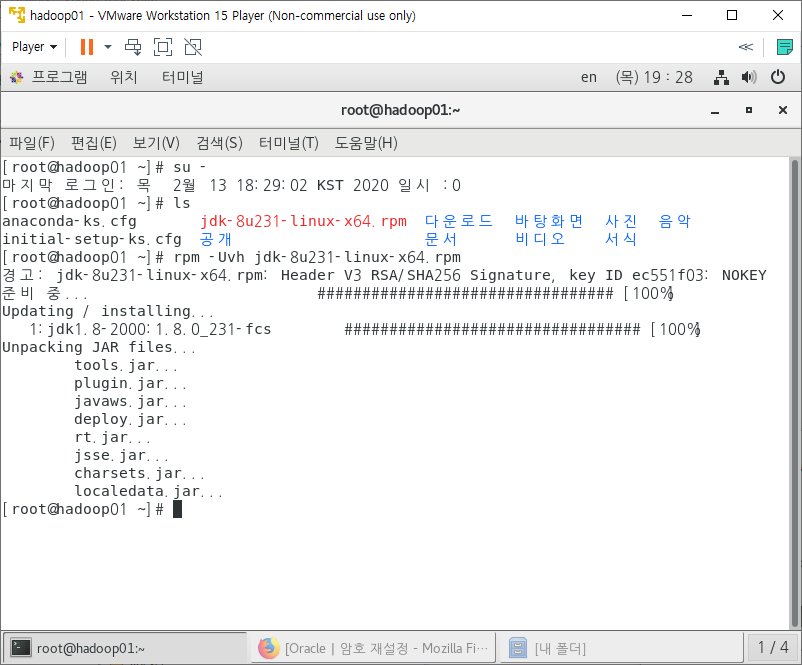 hadoop01 - VMware Workstation 15 Player (Non-commercial use only)
Player
프로그램 위치 터미널 en (목) 19 : 28
root@hadoop01:~
파일(F) 편집(E) 보기(V) 검색(S) 터미널(T) 도움말(H)
[root@hadoop01 ~]# su -
마지막 로그인: 목 2월 13 18:29:02 KST 2020 일시 :0
[root@hadoop01 ~]# ls
anaconda-ks.cfg jdk-8u231-linux-x64.rpm 다운로드 바탕화면 사진 음악
initial-setup-ks.cfg 공개 문서 비디오 서식
[root@hadoop01 ~]# rpm -Uvh jdk-8u231-linux-x64.rpm
경고: jdk-8u231-linux-x64.rpm: Header V3 RSA/SHA256 Signature, key ID ec551f03: NOKEY
준비 중... ################################# [100%]
Updating / installing...
1:jdk1.8-2000:1.8.0_231-fcs ################################# [100%]
Unpacking JAR files...
tools.jar...
plugin.jar...
javaws.jar...
deploy.jar...
rt.jar...
jsse.jar...
charsets.jar...
localedata.jar...
[root@hadoop01 ~]#
root@hadoop01:~ [Oracle | 암호 재설정 - Mozilla Fi··· [내 폴더] 1 / 4